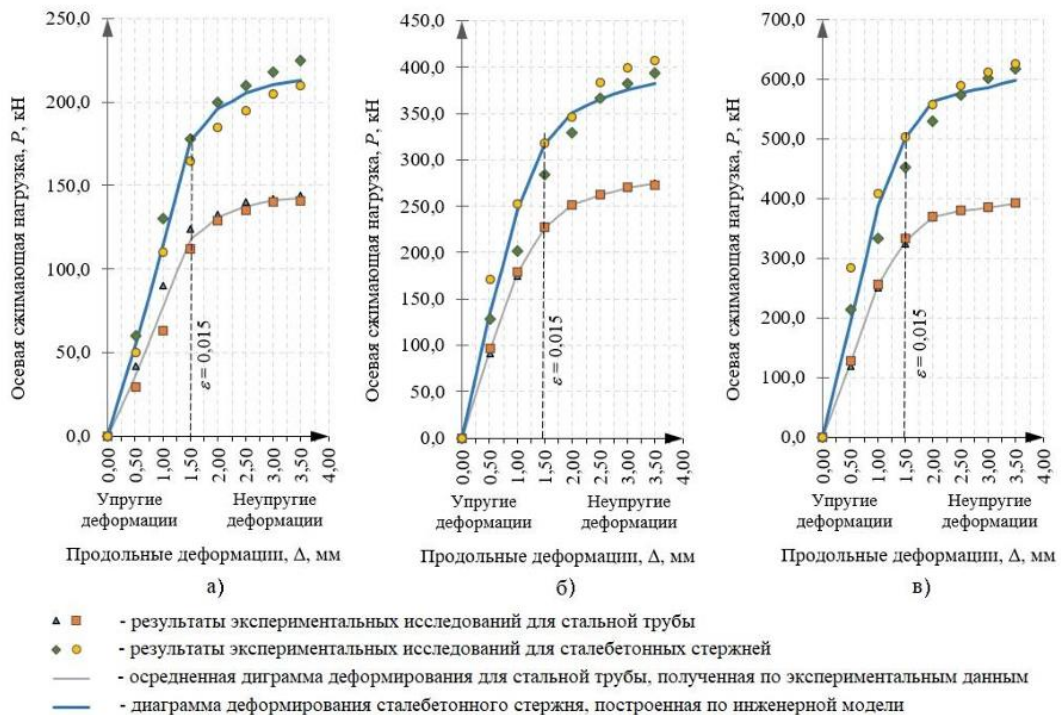 Осевая сжимающая нагрузка, P, кН
250,0
200,0
150,0
100,0
50,0
0,0
ε = 0,015
0,00
0,50
1,00
1,50
2,00
2,50
3,00
3,50
4,00
Упругие деформации
Неупругие деформации
Продольные деформации, Δ, мм
а)
Осевая сжимающая нагрузка, P, кН
450,0
400,0
350,0
300,0
250,0
200,0
150,0
100,0
50,0
0,0
ε = 0,015
0,00
0,50
1,00
1,50
2,00
2,50
3,00
3,50
4,00
Упругие деформации
Неупругие деформации
Продольные деформации, Δ, мм
б)
Осевая сжимающая нагрузка, P, кН
700,0
600,0
500,0
400,0
300,0
200,0
100,0
0,0
ε = 0,015
0,00
0,50
1,00
1,50
2,00
2,50
3,00
3,50
4,00
Упругие деформации
Неупругие деформации
Продольные деформации, Δ, мм
в)
- результаты экспериментальных исследований для стальной трубы
- результаты экспериментальных исследований для сталебетонных стержней
- осредненная диграмма деформирования для стальной трубы, полученная по экспериментальным данным
- диаграмма деформирования сталебетонного стержня, построенная по инженерной модели